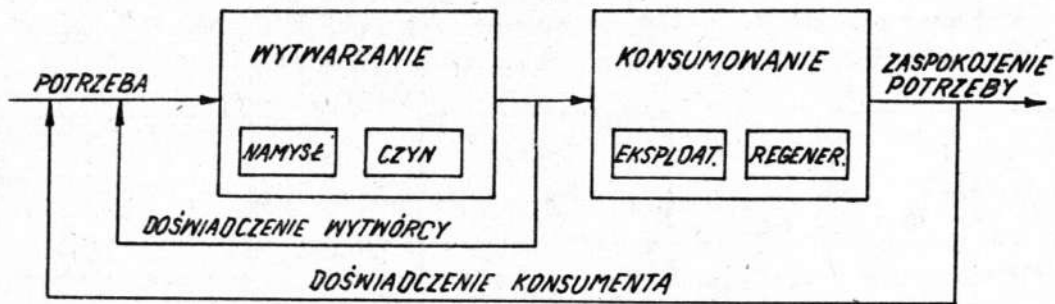 POTRZEBA
WYTWARZANIE
NAMYSŁ
CZYN
KONSUMOWANIE
EKSPLOAT.
REGENER.
ZASPOKOJENIE
POTRZEBY
DOŚWIADCZENIE WYTWÓRCY
DOŚWIADCZENIE KONSUMENTA